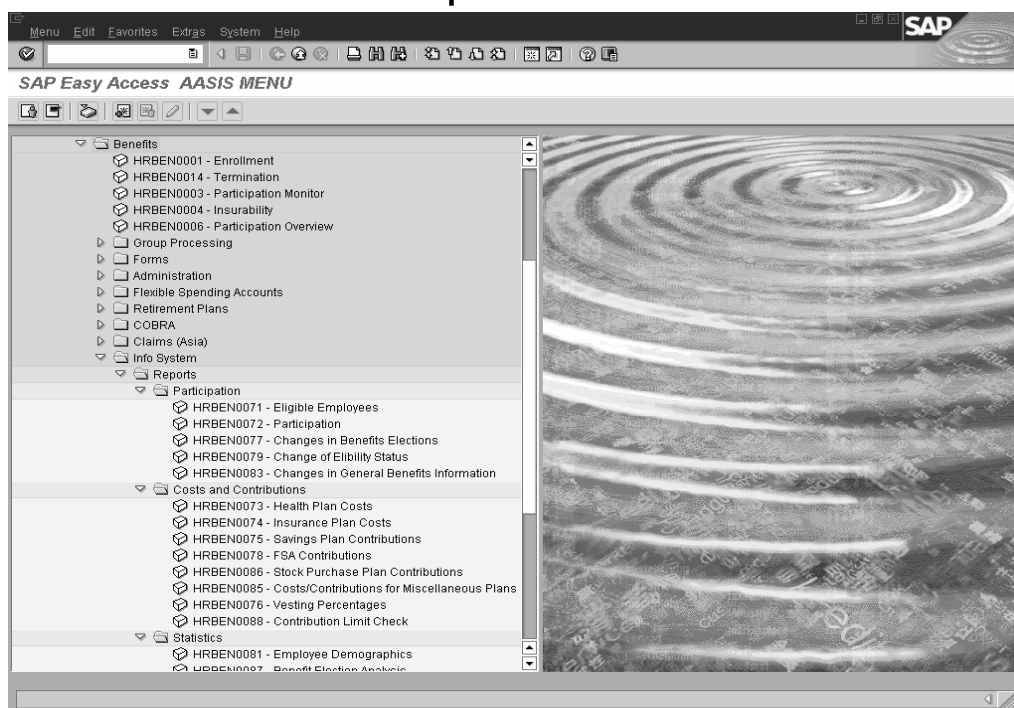 Menu Edit Favorites Extras System Help
SAP
SAP Easy Access AASIS MENU
Benefits
HRBEN0001 - Enrollment
HRBEN0014 - Termination
HRBEN0003 - Participation Monitor
HRBEN0004 - Insurability
HRBEN0006 - Participation Overview
Group Processing
Forms
Administration
Flexible Spending Accounts
Retirement Plans
COBRA
Claims (Asia)
Info System
Reports
Participation
HRBEN0071 - Eligible Employees
HRBEN0072 - Participation
HRBEN0077 - Changes in Benefits Elections
HRBEN0079 - Change of Elibility Status
HRBEN0083 - Changes in General Benefits Information
Costs and Contributions
HRBEN0073 - Health Plan Costs
HRBEN0074 - Insurance Plan Costs
HRBEN0075 - Savings Plan Contributions
HRBEN0078 - FSA Contributions
HRBEN0086 - Stock Purchase Plan Contributions
HRBEN0085 - Costs/Contributions for Miscellaneous Plans
HRBEN0076 - Vesting Percentages
HRBEN0088 - Contribution Limit Check
Statistics
HRBEN0081 - Employee Demographics
HRBEN0087 - Benefit Election Analysis